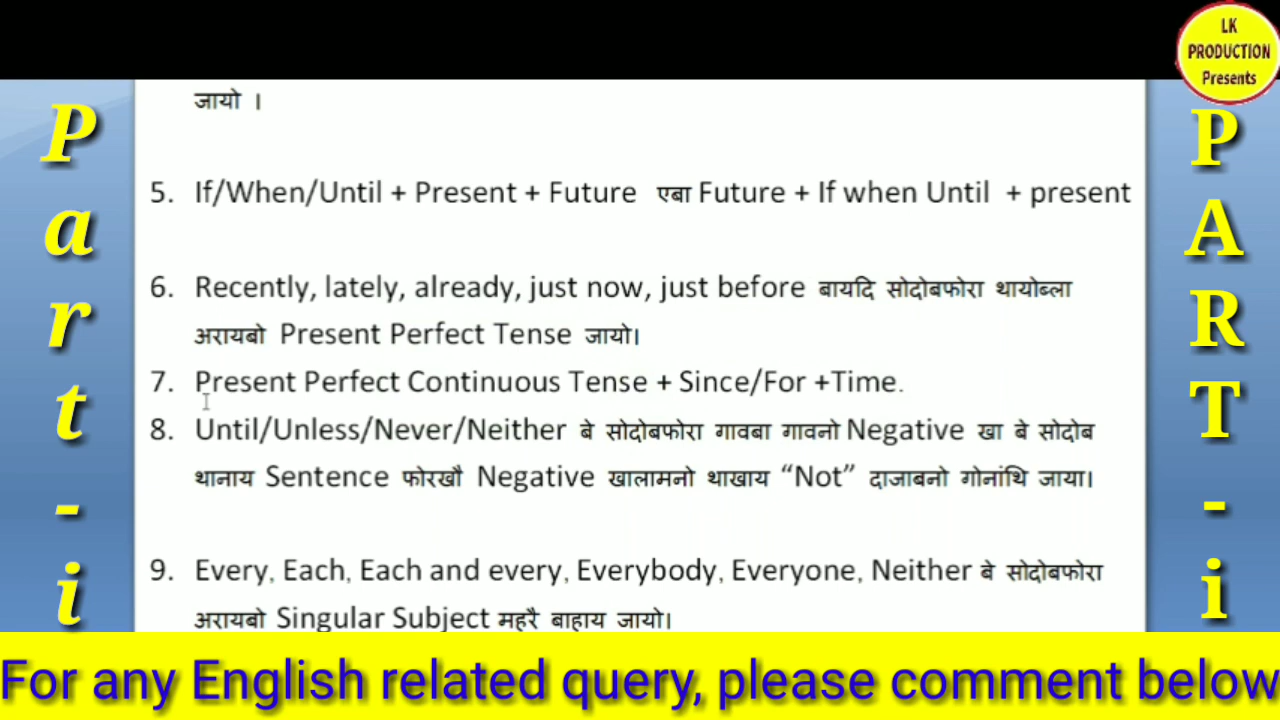 LK
PRODUCTION
Presents
जायो ।
5. If/When/Until + Present + Future एबा Future + If when Until + present
6. Recently, lately, already, just now, just before बायदि सोदोबफोरा थायोब्ला
अरायबो Present Perfect Tense जायो।
7. Present Perfect Continuous Tense + Since/For +Time.
8. Until/Unless/Never/Neither बे सोदोबफोरा गावबा गावनो Negative खा बे सोदोब
थानाय Sentence फोरखौ Negative खालामनो थाखाय “Not” दाजाबनो गोनांथि जाया।
9. Every, Each, Each and every, Everybody, Everyone, Neither बे सोदोबफोरा
अरायबो Singular Subject महरै बाहाय जायो।
Part-i
PART-i
For any English related query, please comment below